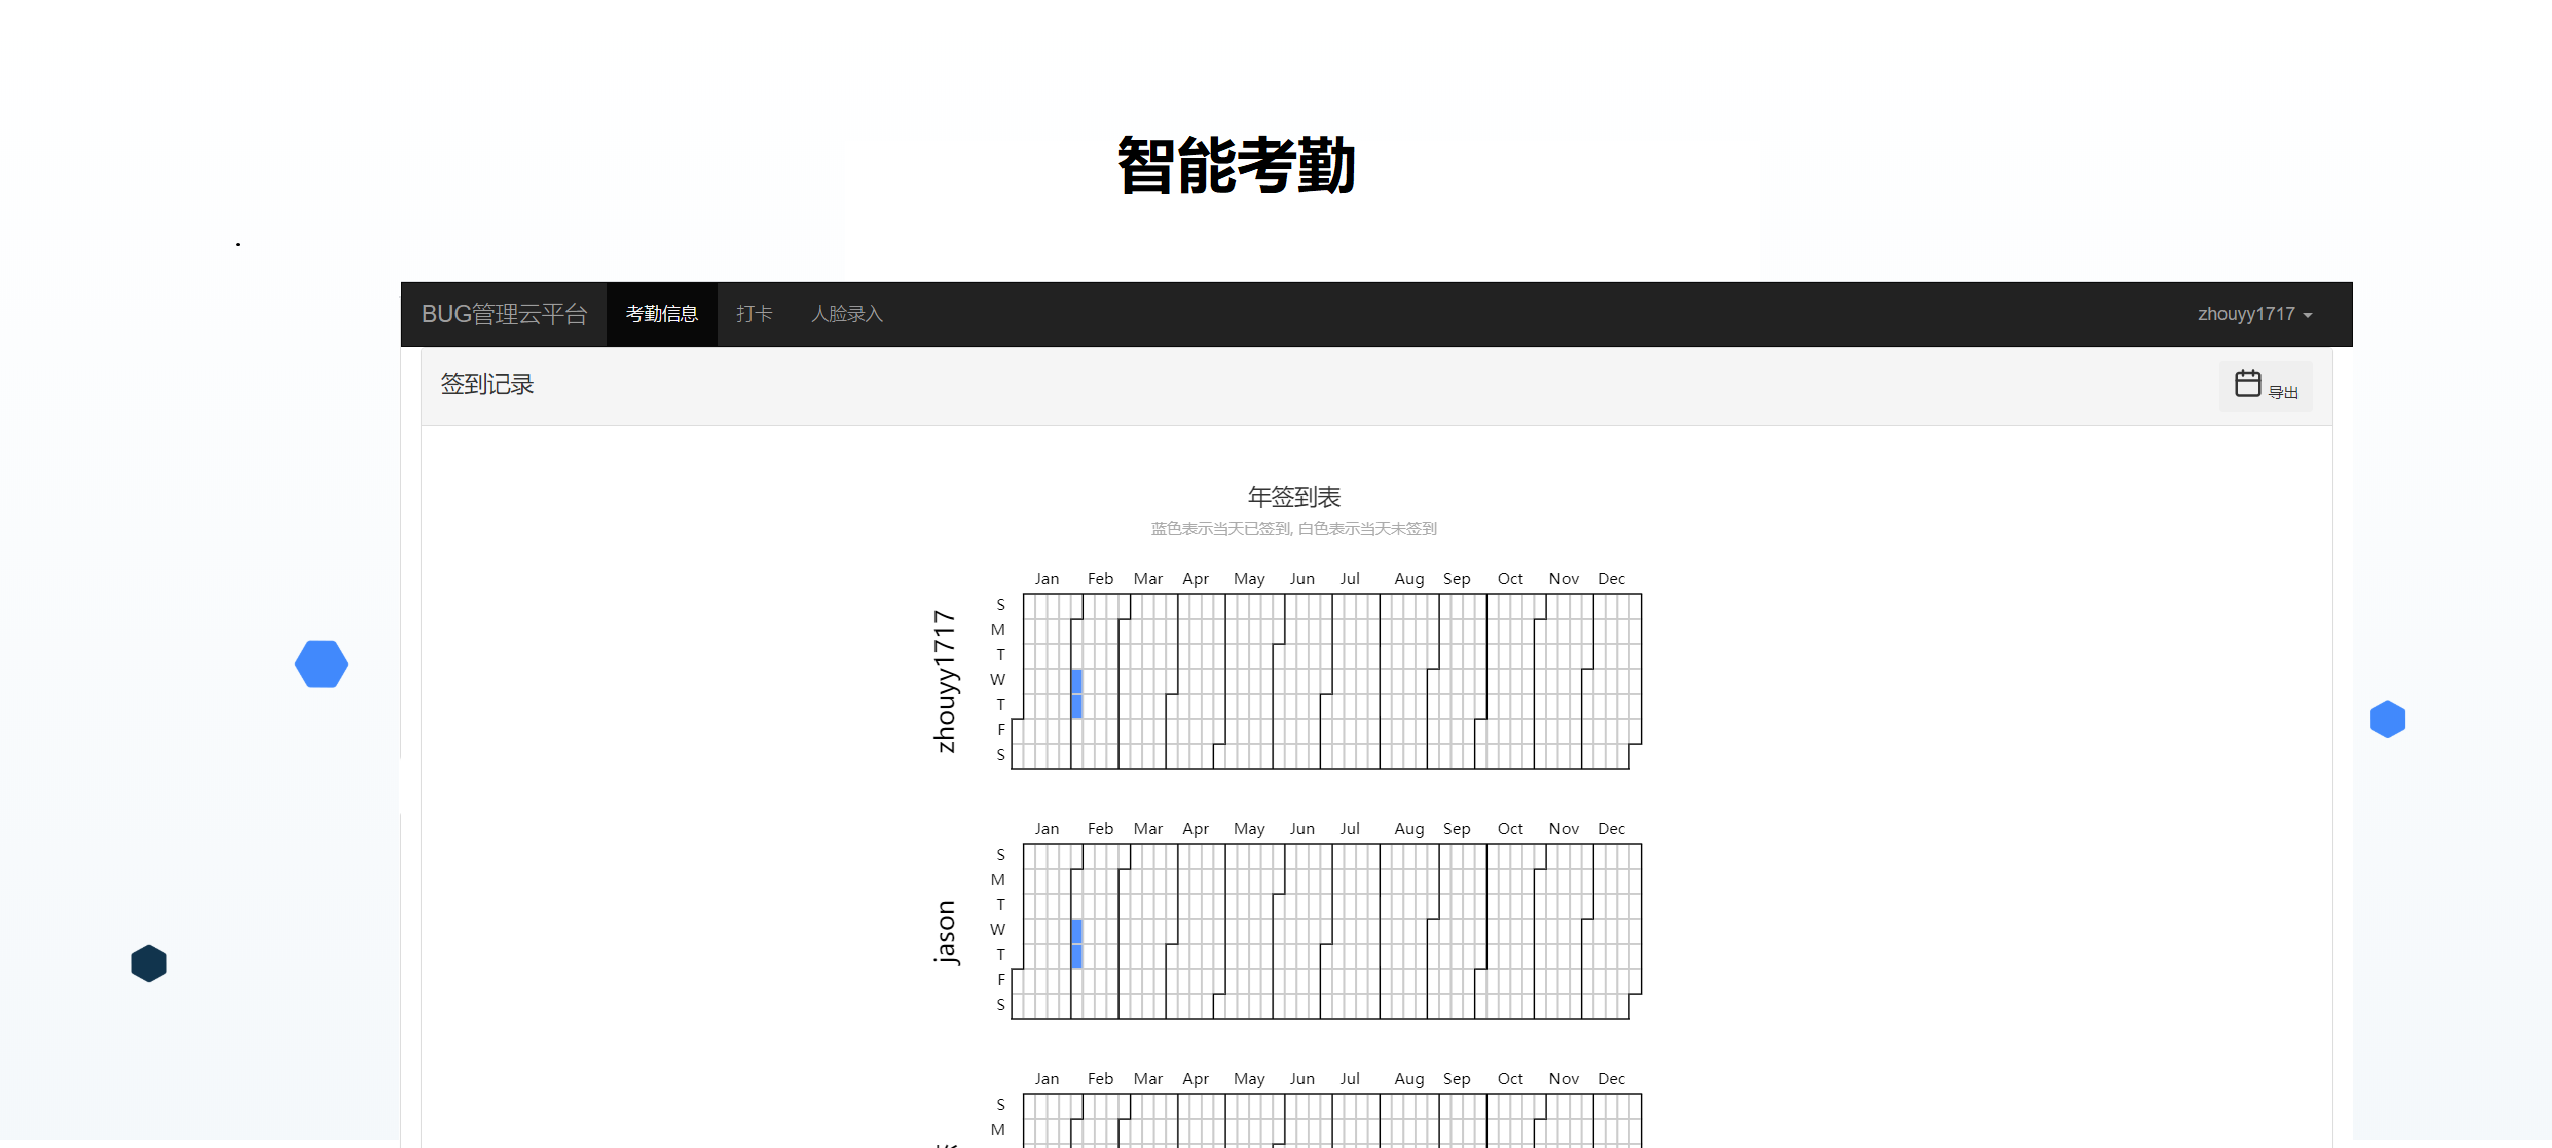 智能考勤
BUG管理云平台 考勤信息 打卡 人脸录入 zhouyy1717
签到记录 导出
年签到表
蓝色表示当天已签到, 白色表示当天未签到
Jan Feb Mar Apr May Jun Jul Aug Sep Oct Nov Dec
zhouyy1717
S
M
T
W
T
F
S
Jan Feb Mar Apr May Jun Jul Aug Sep Oct Nov Dec
jason
S
M
T
W
T
F
S
Jan Feb Mar Apr May Jun Jul Aug Sep Oct Nov Dec
S
M